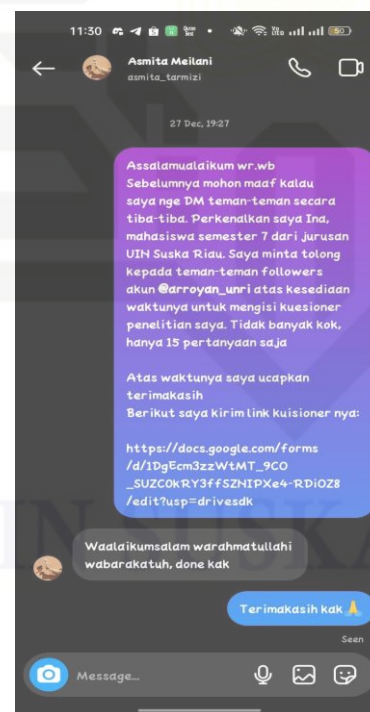 11:30
Asmita Meilani
asmita_tarmizi
27 Dec, 19:27
Assalamualaikum wr.wb
Sebelumnya mohon maaf kalau
saya nge DM teman-teman secara
tiba-tiba. Perkenalkan saya Ina,
mahasiswa semester 7 dari jurusan
UIN Suska Riau. Saya minta tolong
kepada teman-teman followers
akun @arroyan_unri atas kesediaan
waktunya untuk mengisi kuesioner
penelitian saya. Tidak banyak kok,
hanya 15 pertanyaan saja
Atas waktunya saya ucapkan
terimakasih
Berikut saya kirim link kuisioner nya:
https://docs.google.com/forms
/d/1DgEcm3zzWtMT_9CO
_SUZC0kRY3ffSZNIPXe4-RDiOZ8
/edit?usp=drivesdk
Waalaikumsalam warahmatullahi
wabarakatuh, done kak
Terimakasih kak 🙏
Seen
Message...